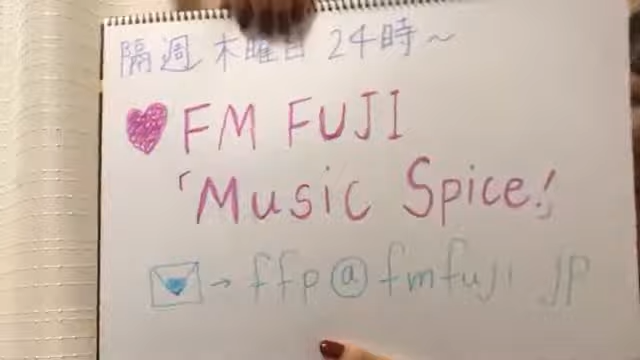 隔週 木曜日 24時～
FM FUJI
「Music Spice!」
→ ffp@fmfuji.jp